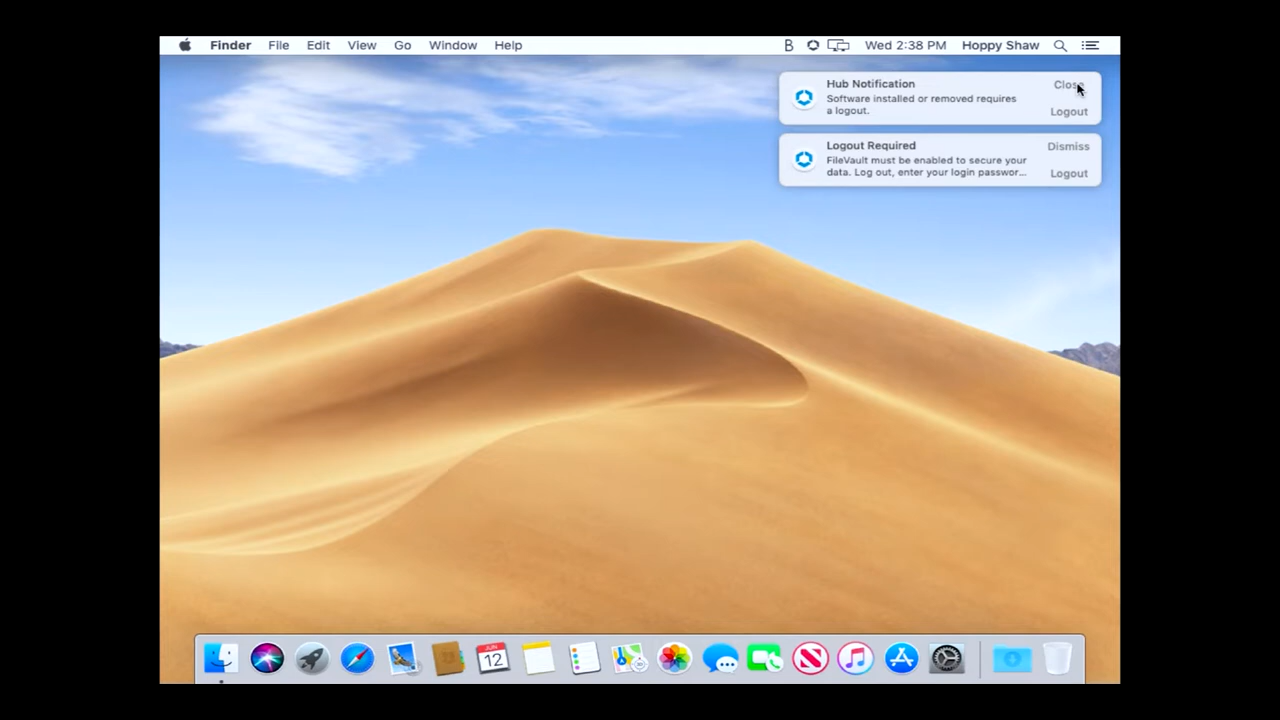 Finder File Edit View Go Window Help Wed 2:38 PM Hoppy Shaw
Hub Notification Close
Software installed or removed requires
a logout. Logout
Logout Required Dismiss
FileVault must be enabled to secure your
data. Log out, enter your login passwor... Logout
JUN
12